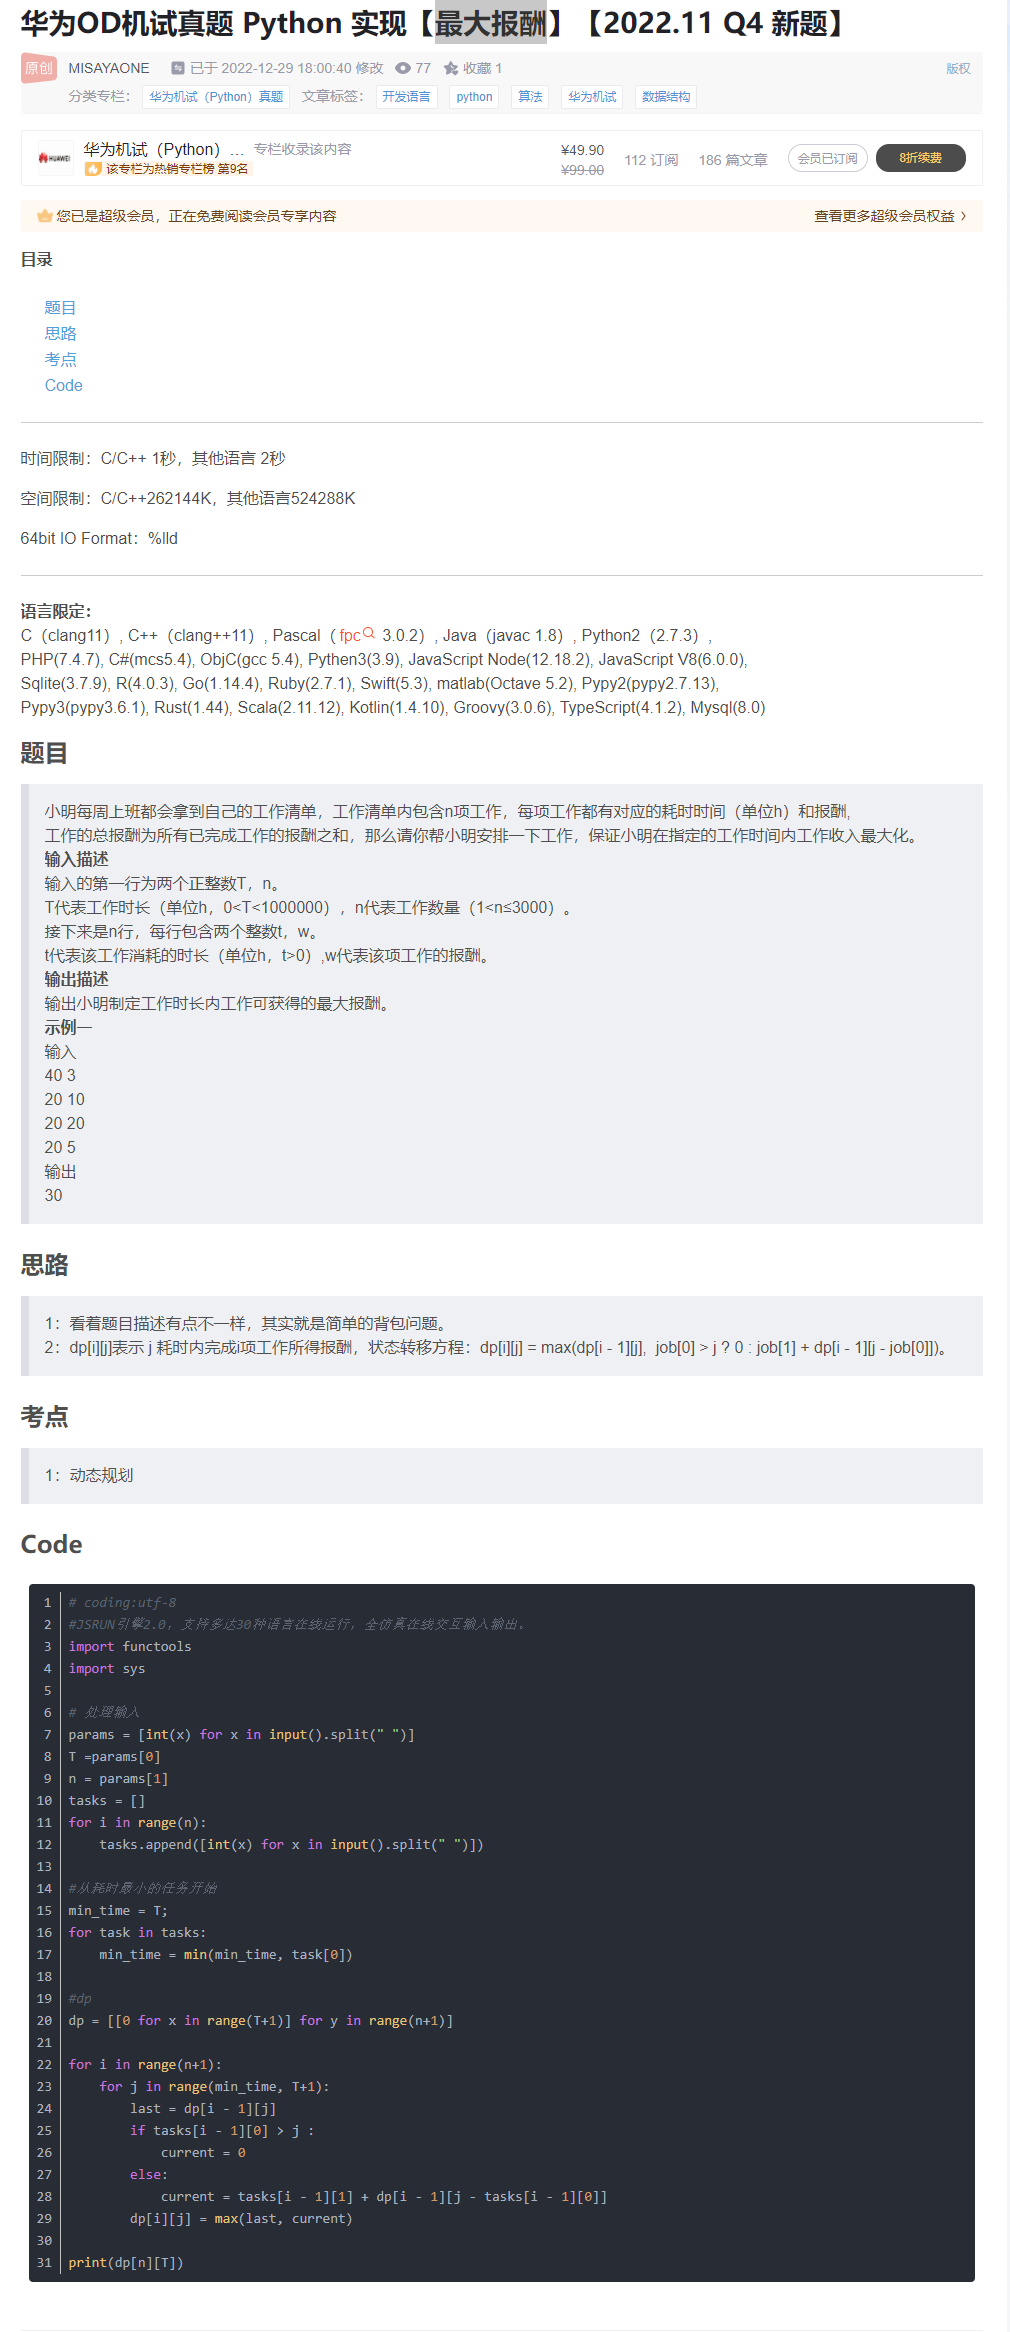 华为OD机试真题 Python 实现【最大报酬】【2022.11 Q4 新题】
原创 MISAYAONE 已于 2022-12-29 18:00:40 修改 77 收藏 1 版权
分类专栏： 华为机试（Python）真题 文章标签： 开发语言 python 算法 华为机试 数据结构
HUAWEI 华为机试（Python）... 专栏收录该内容 ¥49.90 112 订阅 186 篇文章 会员已订阅 8折续费
该专栏为热销专栏榜 第9名 ¥99.00
您已是超级会员，正在免费阅读会员专享内容 查看更多超级会员权益 >
目录
题目
思路
考点
Code
时间限制：C/C++ 1秒，其他语言 2秒
空间限制：C/C++262144K，其他语言524288K
64bit IO Format：%lld
语言限定：
C（clang11）, C++（clang++11）, Pascal（ fpc 3.0.2）, Java（javac 1.8）, Python2（2.7.3）,
PHP(7.4.7), C#(mcs5.4), ObjC(gcc 5.4), Pythen3(3.9), JavaScript Node(12.18.2), JavaScript V8(6.0.0),
Sqlite(3.7.9), R(4.0.3), Go(1.14.4), Ruby(2.7.1), Swift(5.3), matlab(Octave 5.2), Pypy2(pypy2.7.13),
Pypy3(pypy3.6.1), Rust(1.44), Scala(2.11.12), Kotlin(1.4.10), Groovy(3.0.6), TypeScript(4.1.2), Mysql(8.0)
题目
小明每周上班都会拿到自己的工作清单，工作清单内包含n项工作，每项工作都有对应的耗时时间（单位h）和报酬,
工作的总报酬为所有已完成工作的报酬之和，那么请你帮小明安排一下工作，保证小明在指定的工作时间内工作收入最大化。
输入描述
输入的第一行为两个正整数T，n。
T代表工作时长（单位h，0<T<1000000），n代表工作数量（1<n≤3000）。
接下来是n行，每行包含两个整数t，w。
t代表该工作消耗的时长（单位h，t>0）,w代表该项工作的报酬。
输出描述
输出小明制定工作时长内工作可获得的最大报酬。
示例一
输入
40 3
20 10
20 20
20 5
输出
30
思路
1：看着题目描述有点不一样，其实就是简单的背包问题。
2：dp[i][j]表示 j 耗时内完成i项工作所得报酬，状态转移方程：dp[i][j] = max(dp[i - 1][j]，job[0] > j ? 0 : job[1] + dp[i - 1][j - job[0]])。
考点
1：动态规划
Code
1 # coding:utf-8
2 #JSRUN引擎2.0，支持多达30种语言在线运行，全仿真在线交互输入输出。
3 import functools
4 import sys
5
6 # 处理输入
7 params = [int(x) for x in input().split(" ")]
8 T =params[0]
9 n = params[1]
10 tasks = []
11 for i in range(n):
12     tasks.append([int(x) for x in input().split(" ")])
13
14 #从耗时最小的任务开始
15 min_time = T;
16 for task in tasks:
17     min_time = min(min_time, task[0])
18
19 #dp
20 dp = [[0 for x in range(T+1)] for y in range(n+1)]
21
22 for i in range(n+1):
23     for j in range(min_time, T+1):
24         last = dp[i - 1][j]
25         if tasks[i - 1][0] > j :
26             current = 0
27         else:
28             current = tasks[i - 1][1] + dp[i - 1][j - tasks[i - 1][0]]
29         dp[i][j] = max(last, current)
30
31 print(dp[n][T])